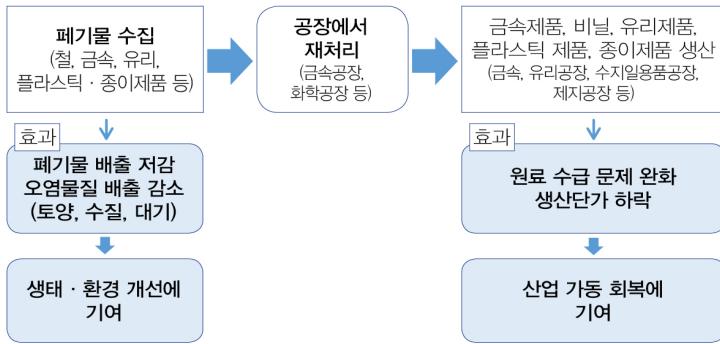 페기물 수집
(철, 금속, 유리,
플라스틱 · 종이제품 등)
공장에서
재처리
(금속공장,
화학공장 등)
금속제품, 비닐, 유리제품,
플라스틱 제품, 종이제품 생산
(금속, 유리공장, 수지일용품공장,
제지공장 등)
효과
폐기물 배출 저감
오염물질 배출 감소
(토양, 수질, 대기)
효과
원료 수급 문제 완화
생산단가 하락
생태 · 환경 개선에
기여
산업 가동 회복에
기여